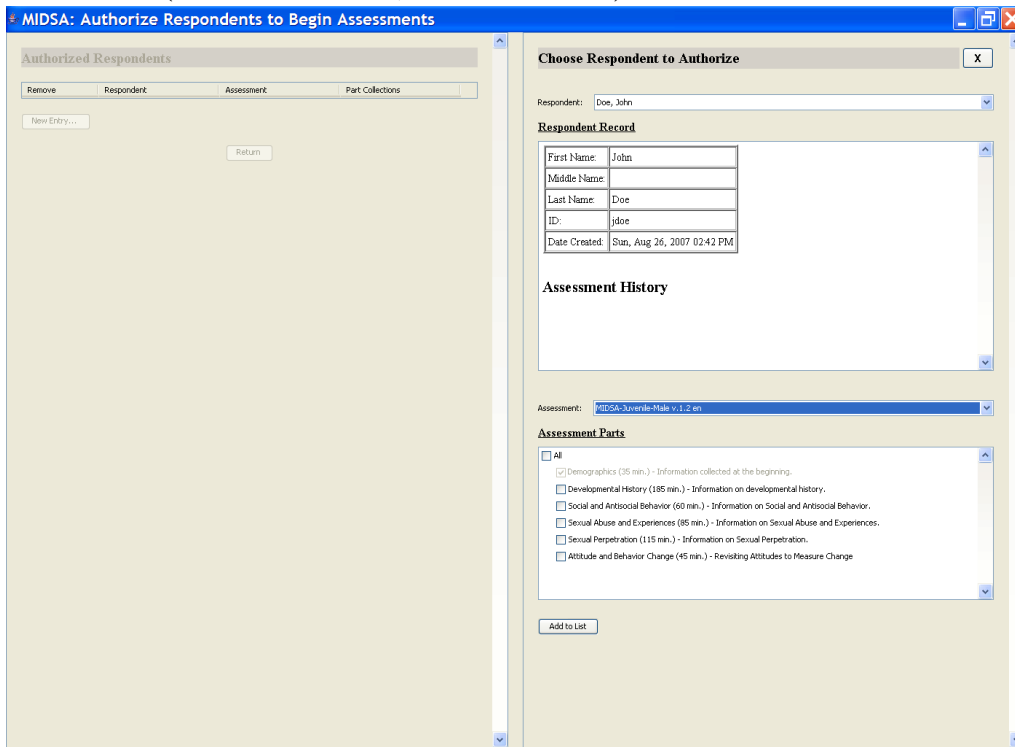 MIDSA: Authorize Respondents to Begin Assessments
Authorized Respondents
Remove Respondent Assessment Part Collections
New Entry...
Return
Choose Respondent to Authorize
X
Respondent: Doe, John
Respondent Record
First Name: John
Middle Name:
Last Name: Doe
ID: jdoe
Date Created: Sun, Aug 26, 2007 02:42 PM
Assessment History
Assessment: MIDSA-Juvenile-Male v.1.2 en
Assessment Parts
All
Demographics (35 min.) - Information collected at the beginning.
Developmental History (185 min.) - Information on developmental history.
Social and Antisocial Behavior (60 min.) - Information on Social and Antisocial Behavior.
Sexual Abuse and Experiences (85 min.) - Information on Sexual Abuse and Experiences.
Sexual Perpetration (115 min.) - Information on Sexual Perpetration.
Attitude and Behavior Change (45 min.) - Revisiting Attitudes to Measure Change
Add to List